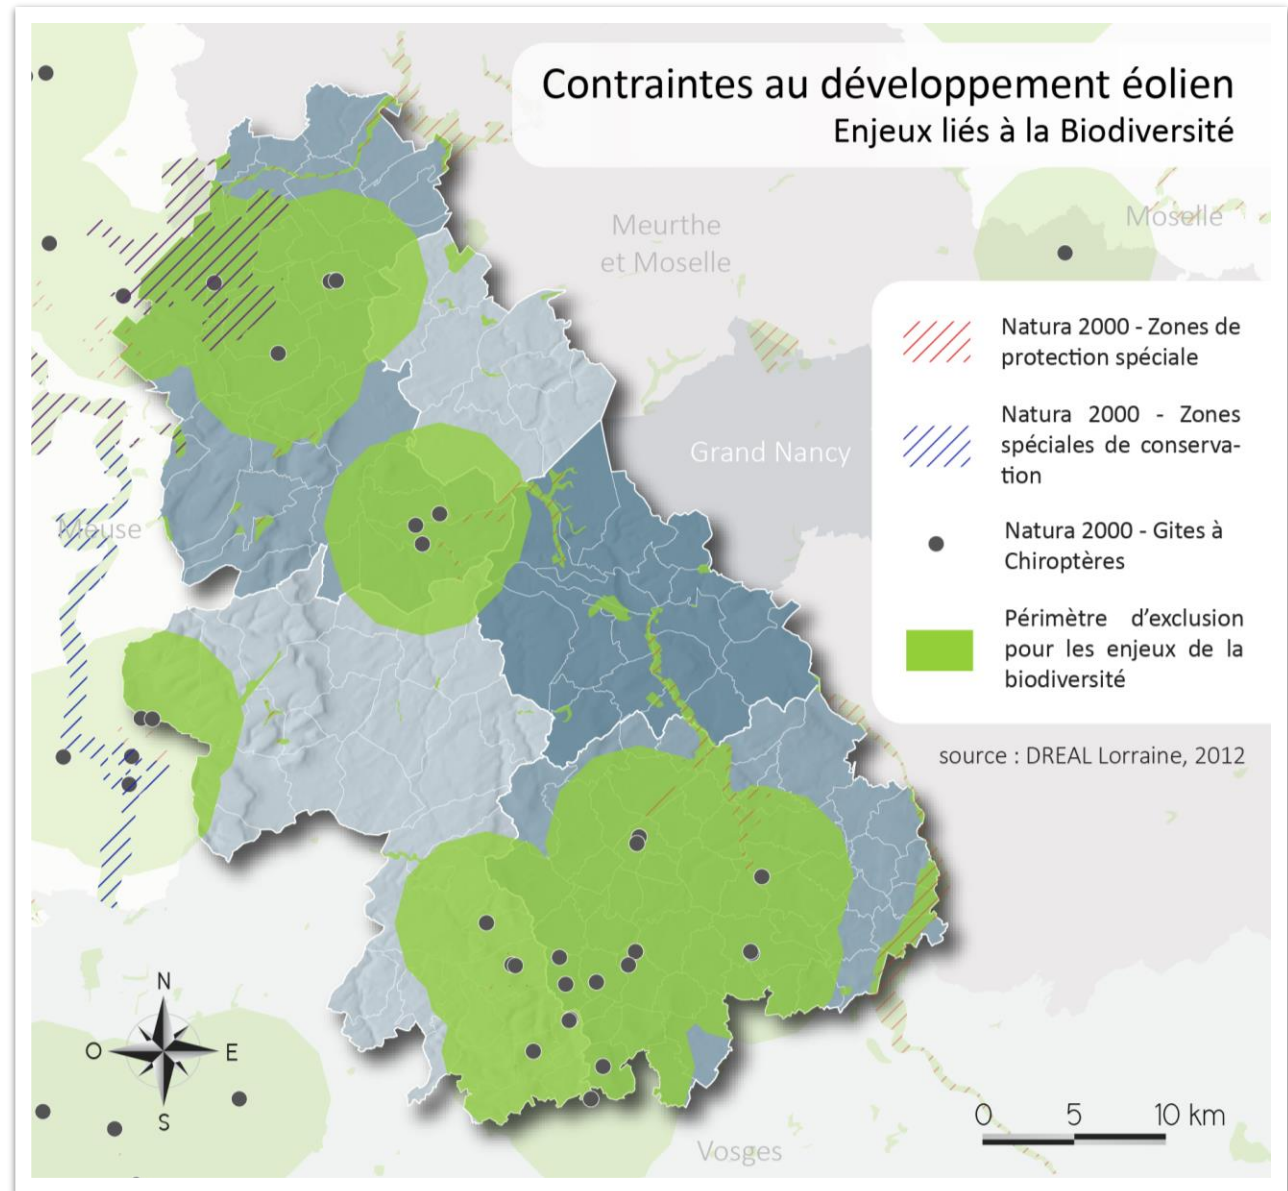 Contraintes au développement éolien
Enjeux liés à la Biodiversité
Meurthe
et Moselle
Moselle
Natura 2000 - Zones de
protection spéciale
Natura 2000 - Zones
spéciales de conserva-
tion
Grand Nancy
Meuse
Natura 2000 - Gites à
Chiroptères
Périmètre d'exclusion
pour les enjeux de la
biodiversité
source : DREAL Lorraine, 2012
N
O
E
S
0 5 10 km
Vosges